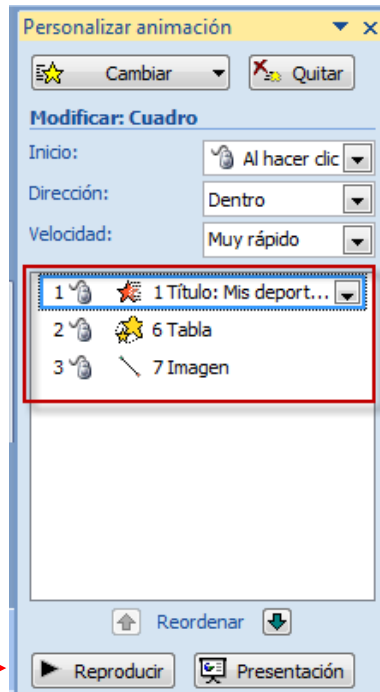 Personalizar animación
Cambiar Quitar
Modificar: Cuadro
Inicio: Al hacer clic
Dirección: Dentro
Velocidad: Muy rápido
1 1 Título: Mis deport...
2 6 Tabla
3 7 Imagen
Reordenar
Reproducir Presentación